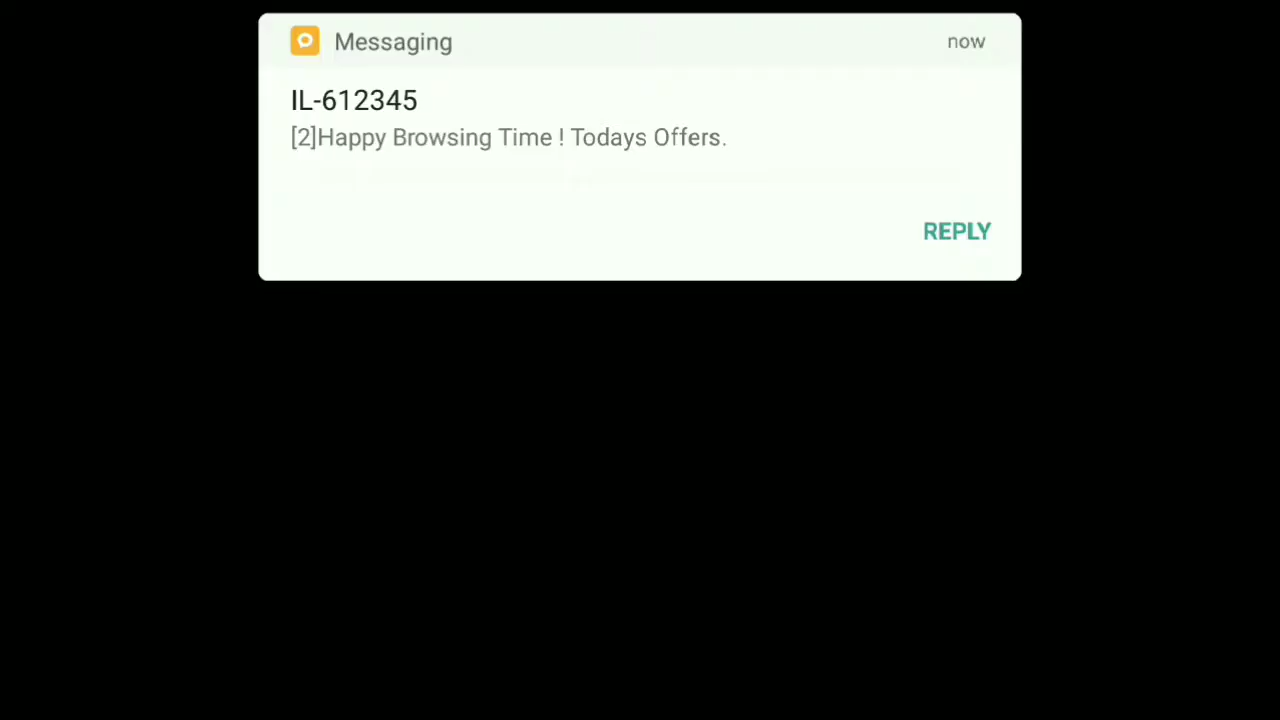 Messaging
now
IL-612345
[2]Happy Browsing Time ! Todays Offers.
REPLY